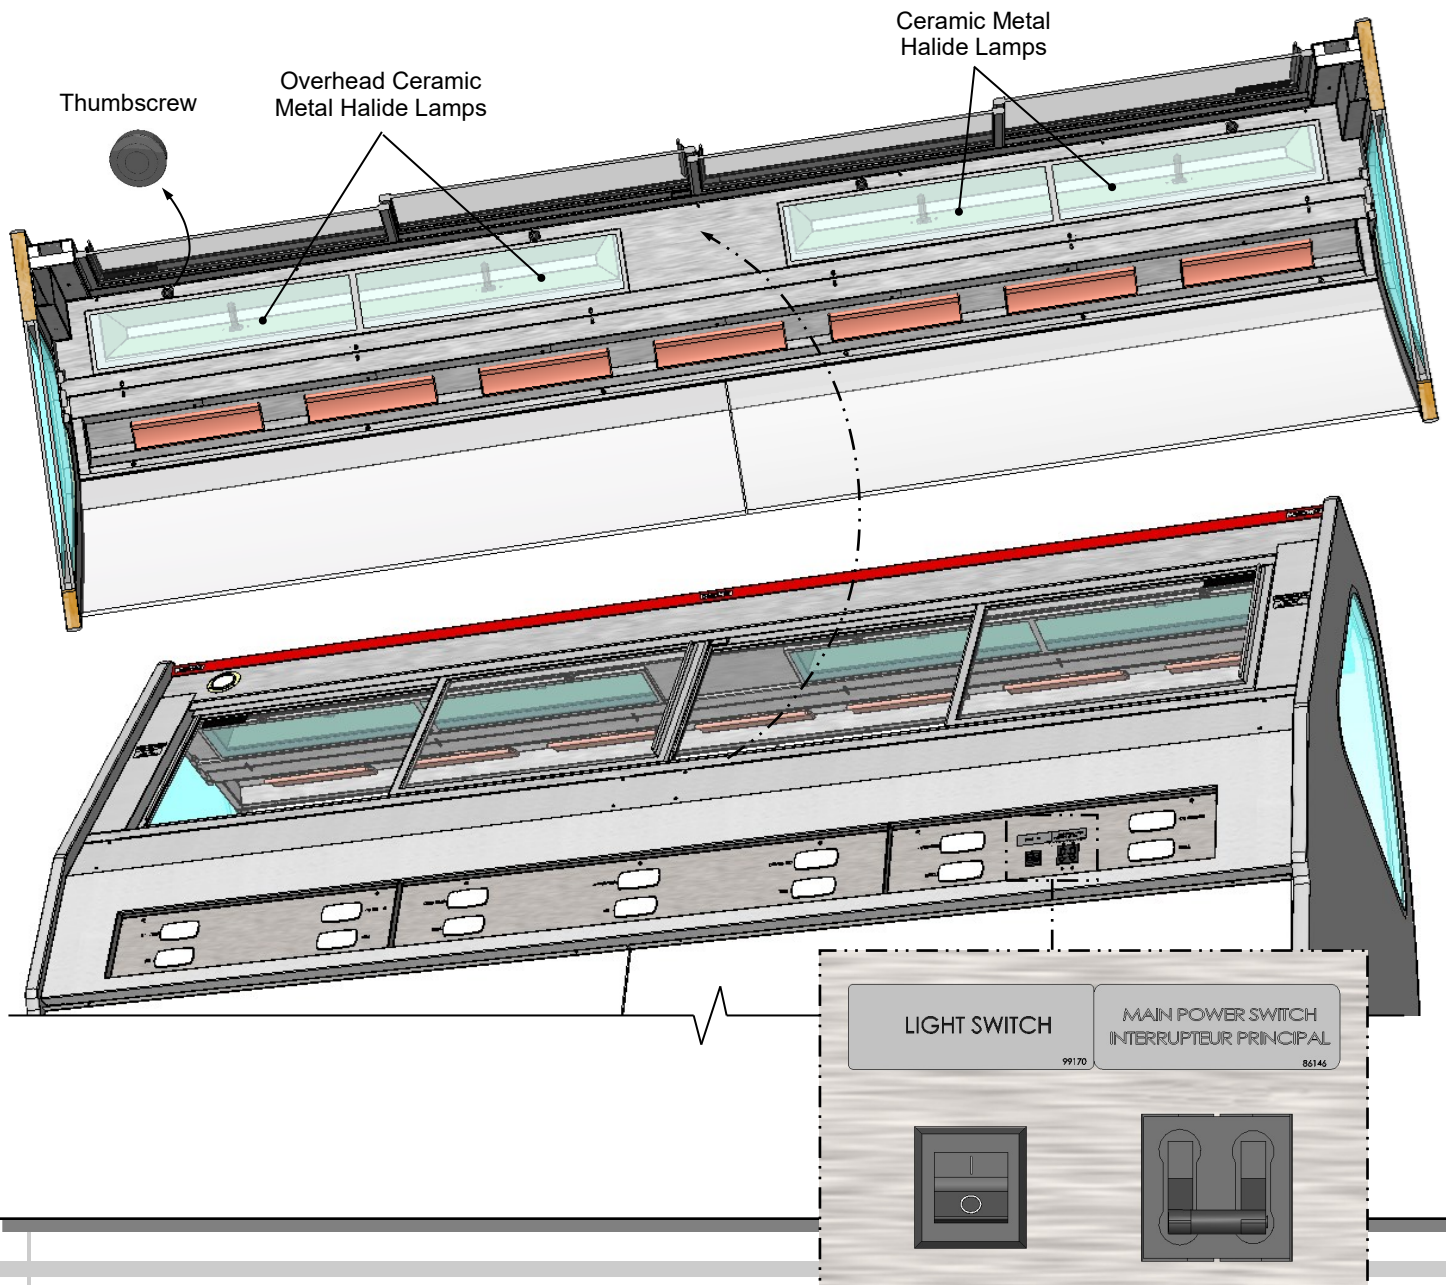 Ceramic Metal
Halide Lamps
Overhead Ceramic
Metal Halide Lamps
Thumbscrew
LIGHT SWITCH
99170
MAIN POWER SWITCH
INTERRUPTEUR PRINCIPAL
86146